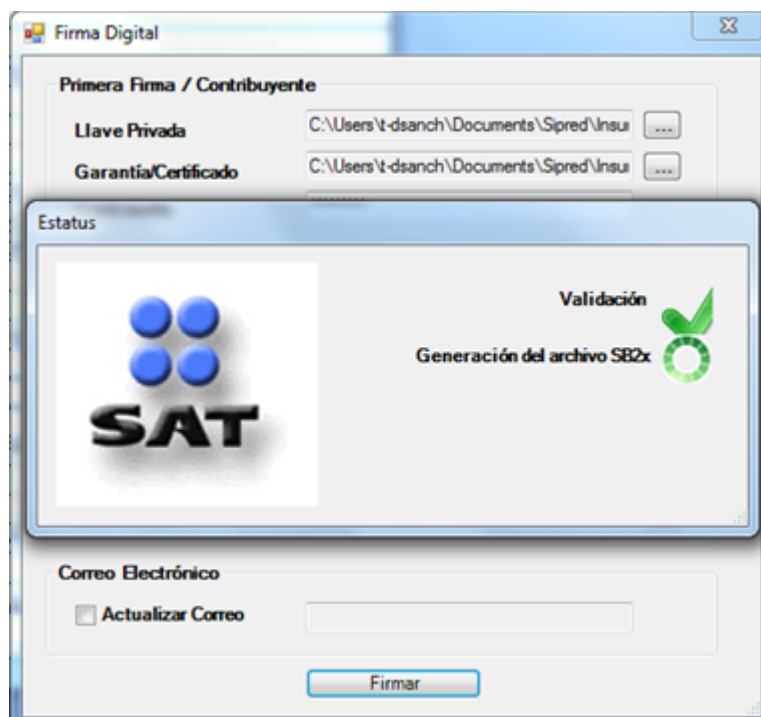 Firma Digital
Primera Firma / Contribuyente
Llave Privada
C:\Users\t-dsanch\Documents\Sipred\Insu
...
Garantía/Certificado
C:\Users\t-dsanch\Documents\Sipred\Insu
...
Estatus
SAT
Validación
Generación del archivo SB2x
Correo Electrónico
Actualizar Correo
Firmar